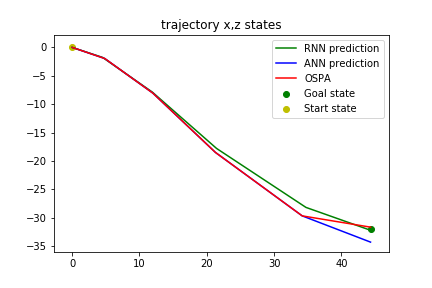 trajectory x,z states
RNN prediction
ANN prediction
OSPA
Goal state
Start state
0
−5
−10
−15
−20
−25
−30
−35
0 10 20 30 40